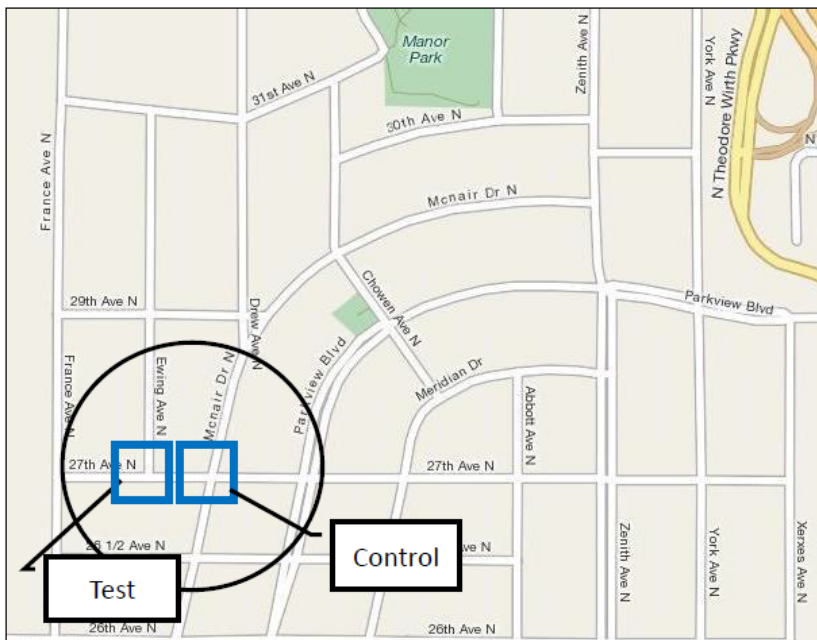 Manor
Park
Zenith Ave N
York Ave N
N Theodore Wirth Pkwy
31st Ave N
30th Ave N
N
France Ave N
Mcnair Dr N
Chowen Ave N
29th Ave N
Drew Ave N
Parkview Blvd
Parkview Blvd
France Ave N
Ewing Ave N
Mcnair Dr N
Meridian Dr
Abbott Ave N
27th Ave N
27th Ave N
26 1/2 Ave N
ve N
Control
Test
Zenith Ave N
York Ave N
Xerxes Ave N
26th Ave N
26th Ave N